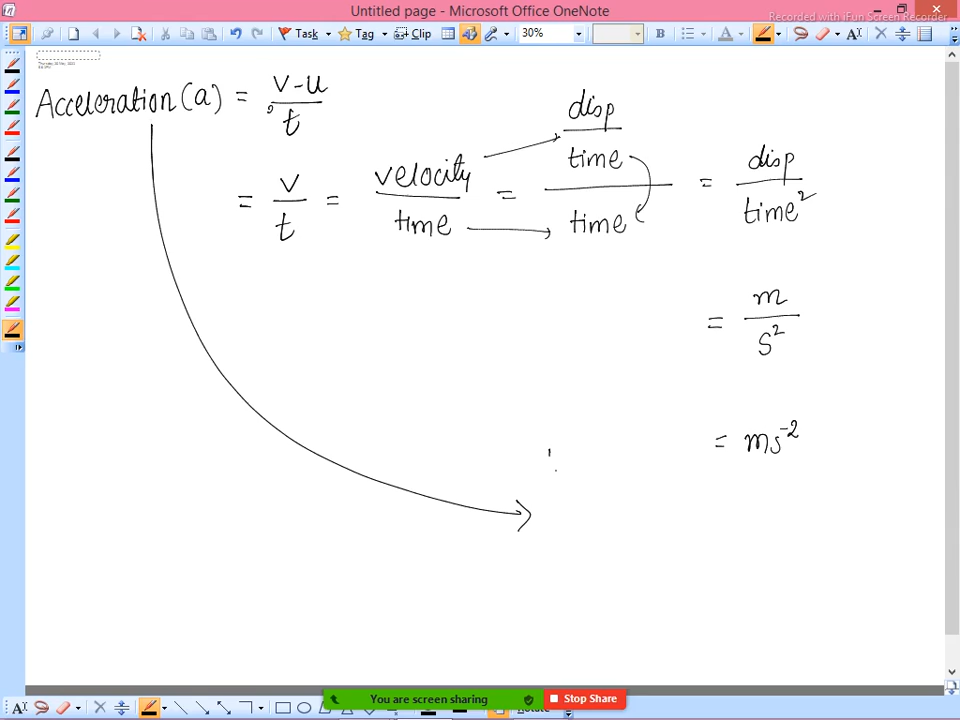 Untitled page - Microsoft Office OneNote
Recorded with iFun Screen Recorder
Task Tag Clip 30% B A
Acceleration (a) = v-u / t
= v / t = velocity / time = disp / time / time = disp / time²
= m / s²
= ms⁻²
You are screen sharing Stop Share